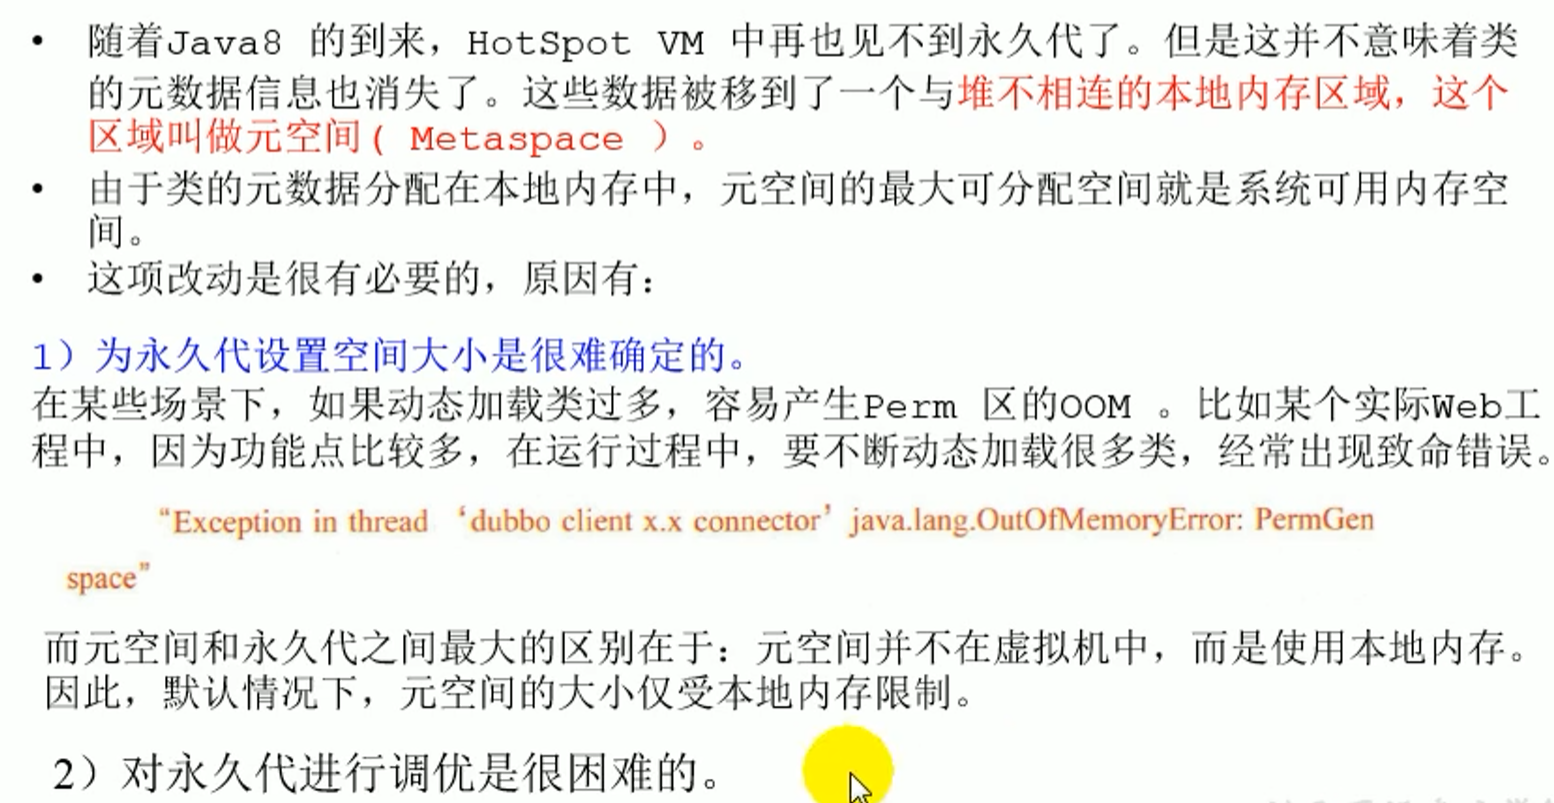 • 随着Java8 的到来，HotSpot VM 中再也见不到永久代了。但是这并不意味着类
的元数据信息也消失了。这些数据被移到了一个与堆不相连的本地内存区域，这个
区域叫做元空间( Metaspace ）。
• 由于类的元数据分配在本地内存中，元空间的最大可分配空间就是系统可用内存空
间。
• 这项改动是很有必要的，原因有：
1）为永久代设置空间大小是很难确定的。
在某些场景下，如果动态加载类过多，容易产生Perm 区的OOM 。比如某个实际Web工
程中，因为功能点比较多，在运行过程中，要不断动态加载很多类，经常出现致命错误。
“Exception in thread ‘dubbo client x.x connector’ java.lang.OutOfMemoryError: PermGen
space”
而元空间和永久代之间最大的区别在于：元空间并不在虚拟机中，而是使用本地内存。
因此，默认情况下，元空间的大小仅受本地内存限制。
2）对永久代进行调优是很困难的。